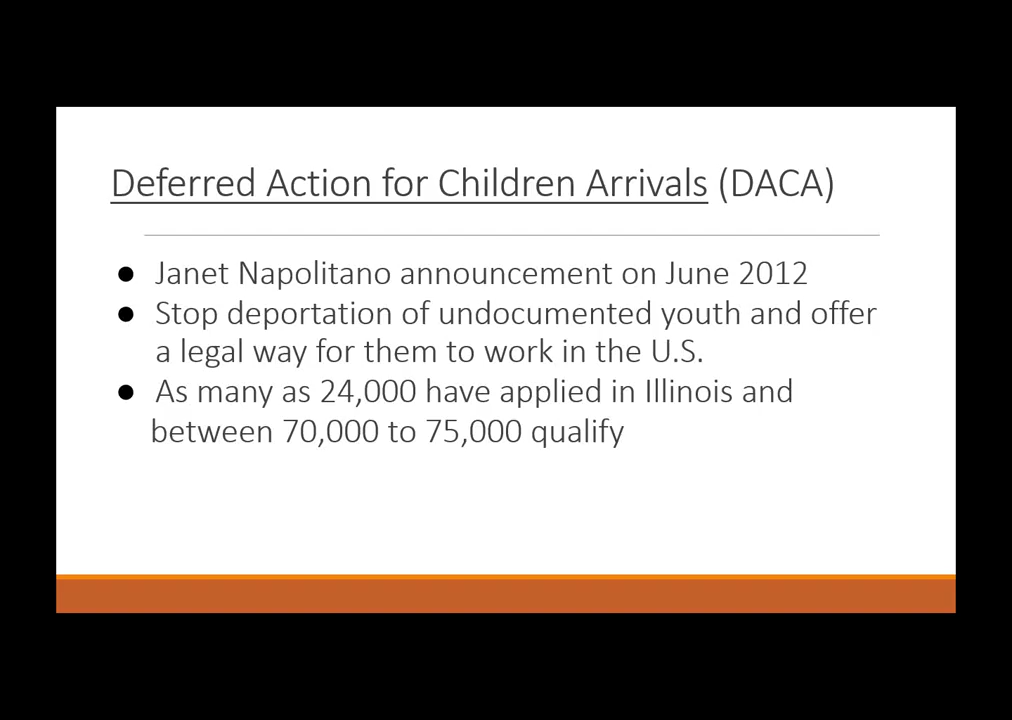 Deferred Action for Children Arrivals (DACA)
● Janet Napolitano announcement on June 2012
● Stop deportation of undocumented youth and offer
a legal way for them to work in the U.S.
● As many as 24,000 have applied in Illinois and
between 70,000 to 75,000 qualify